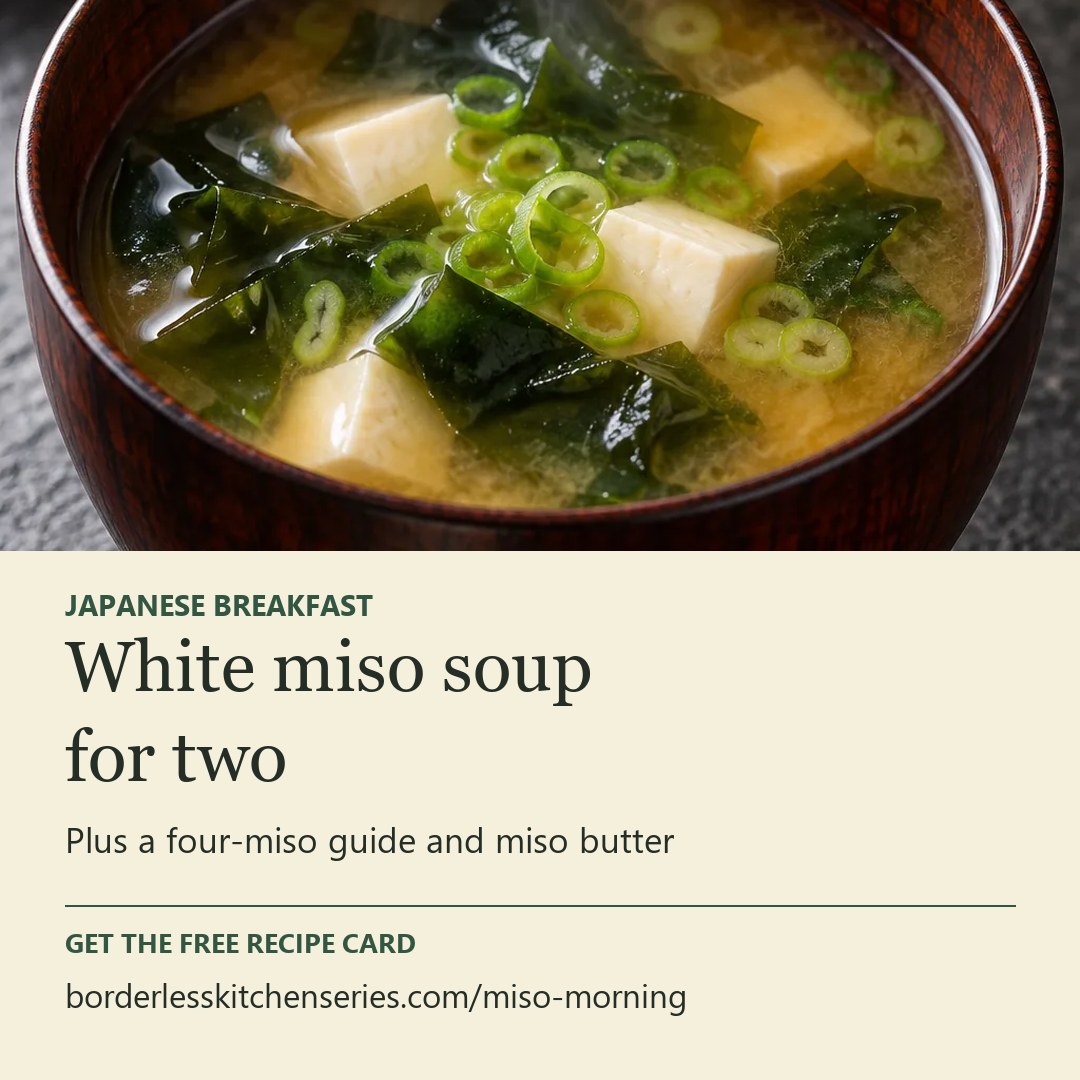 JAPANESE BREAKFAST
White miso soup
for two
Plus a four-miso guide and miso butter
GET THE FREE RECIPE CARD
borderlesskitchenseries.com/miso-morning